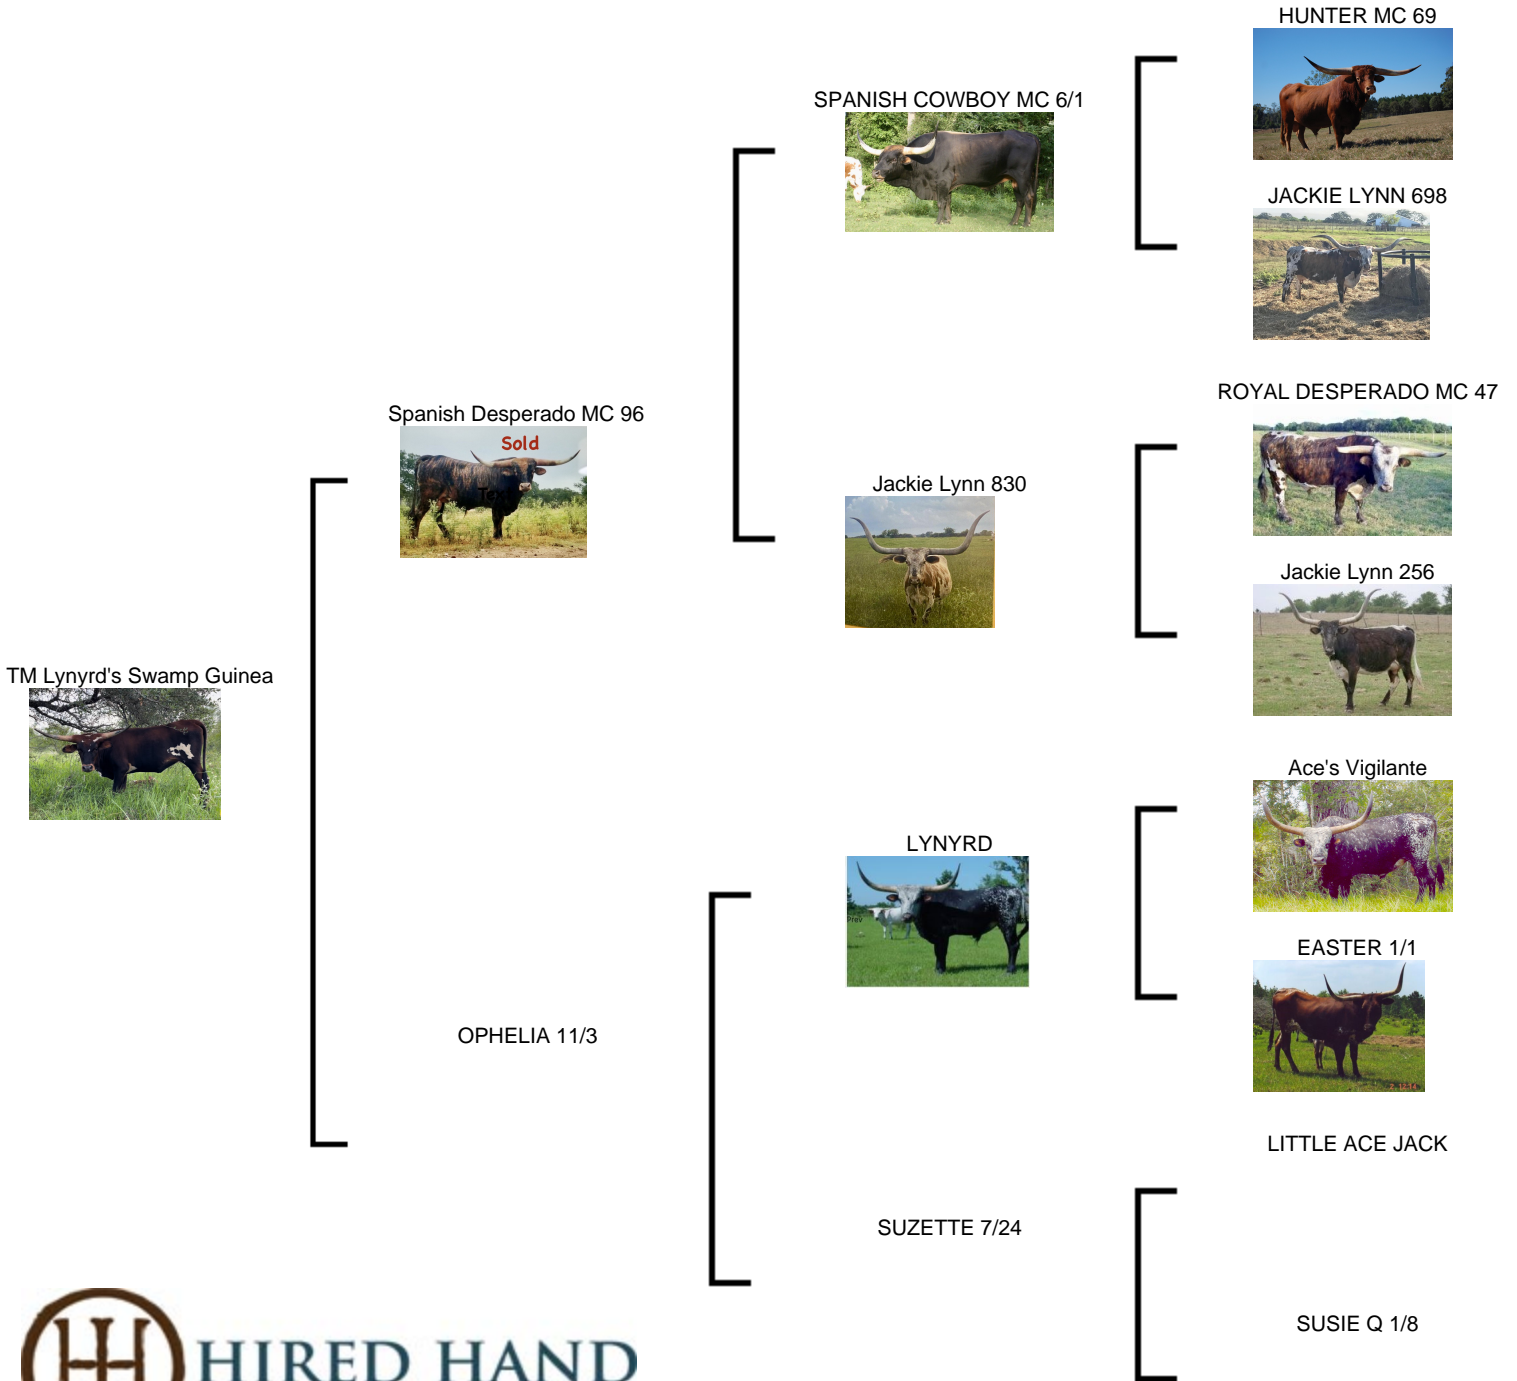 HUNTER MC 69
SPANISH COWBOY MC 6/1
JACKIE LYNN 698
ROYAL DESPERADO MC 47
Spanish Desperado MC 96
Sold
Text
Jackie Lynn 830
Jackie Lynn 256
TM Lynyrd's Swamp Guinea
Ace's Vigilante
LYNYRD
Prev
EASTER 1/1
OPHELIA 11/3
LITTLE ACE JACK
SUZETTE 7/24
SUSIE Q 1/8
HIRED HAND